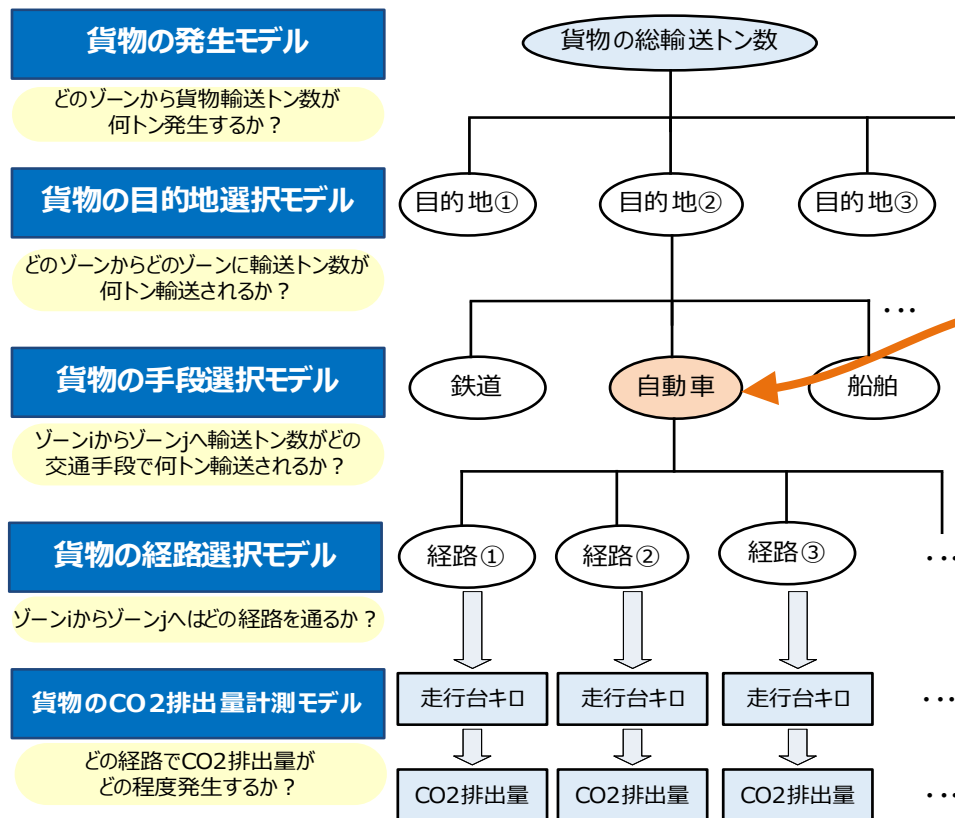 貨物の発生モデル
貨物の総輸送トン数
どのゾーンから貨物輸送トン数が
何トン発生するか？
貨物の目的地選択モデル
目的地①
目的地②
目的地③
どのゾーンからどのゾーンに輸送トン数が
何トン輸送されるか？
…
貨物の手段選択モデル
鉄道
自動車
船舶
ゾーンiからゾーンjへ輸送トン数がどの
交通手段で何トン輸送されるか？
貨物の経路選択モデル
経路①
経路②
経路③
…
ゾーンiからゾーンjへはどの経路を通るか？
貨物のCO2排出量計測モデル
走行台キロ
走行台キロ
走行台キロ
…
どの経路でCO2排出量が
どの程度発生するか？
CO2排出量
CO2排出量
CO2排出量
…